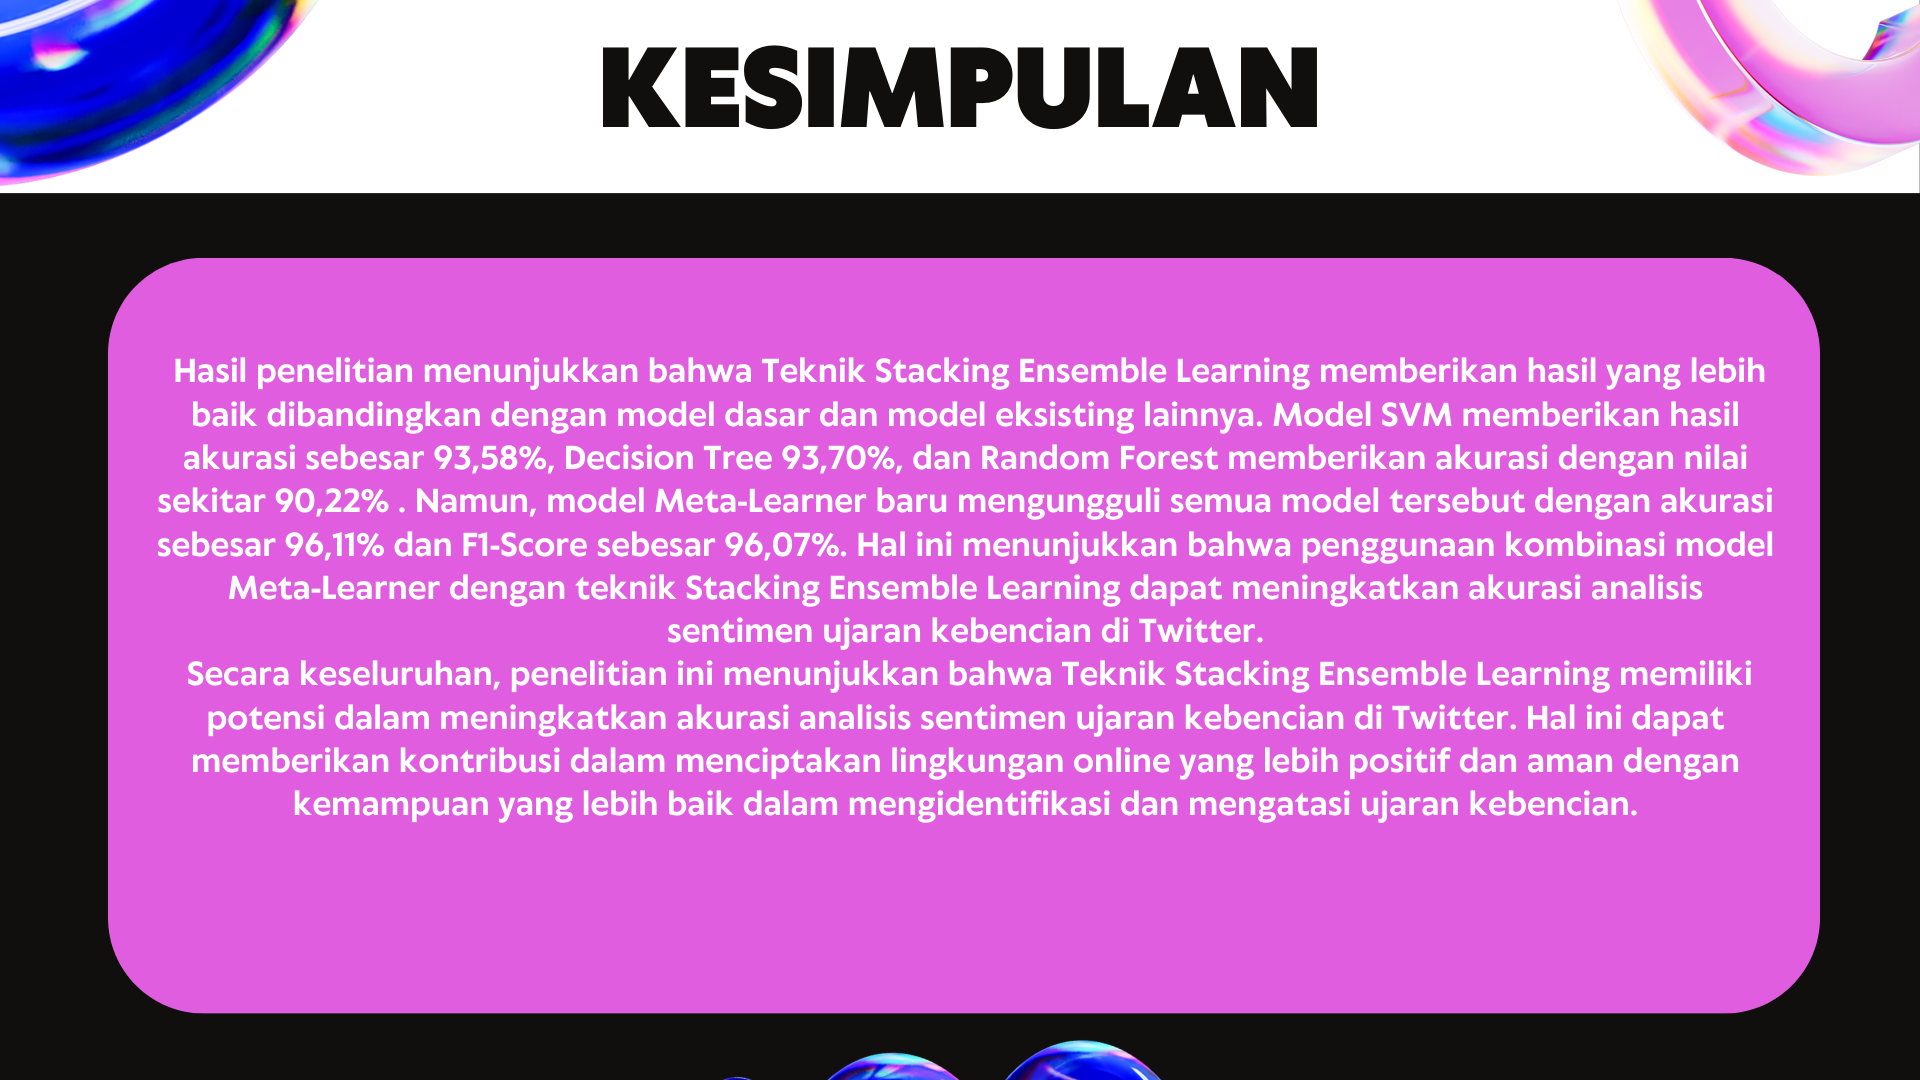 KESIMPULAN
Hasil penelitian menunjukkan bahwa Teknik Stacking Ensemble Learning memberikan hasil yang lebih
baik dibandingkan dengan model dasar dan model eksisting lainnya. Model SVM memberikan hasil
akurasi sebesar 93,58%, Decision Tree 93,70%, dan Random Forest memberikan akurasi dengan nilai
sekitar 90,22% . Namun, model Meta-Learner baru mengungguli semua model tersebut dengan akurasi
sebesar 96,11% dan F1-Score sebesar 96,07%. Hal ini menunjukkan bahwa penggunaan kombinasi model
Meta-Learner dengan teknik Stacking Ensemble Learning dapat meningkatkan akurasi analisis
sentimen ujaran kebencian di Twitter.
Secara keseluruhan, penelitian ini menunjukkan bahwa Teknik Stacking Ensemble Learning memiliki
potensi dalam meningkatkan akurasi analisis sentimen ujaran kebencian di Twitter. Hal ini dapat
memberikan kontribusi dalam menciptakan lingkungan online yang lebih positif dan aman dengan
kemampuan yang lebih baik dalam mengidentifikasi dan mengatasi ujaran kebencian.